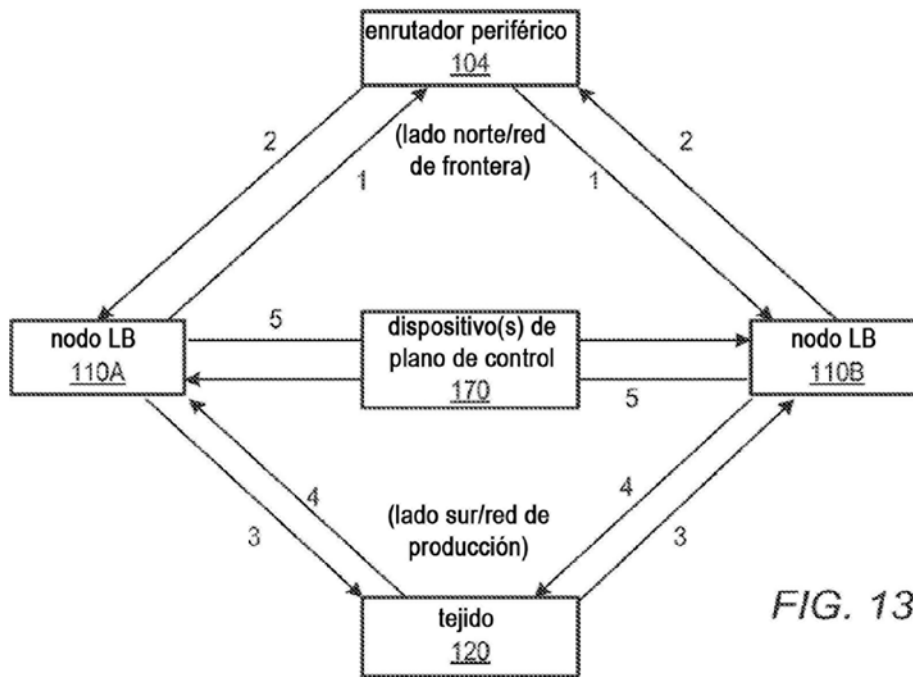 enrutador periférico
104
2
2
(lado norte/red
de frontera)
1
1
nodo LB
110A
5
dispositivo(s) de
plano de control
170
5
nodo LB
110B
4
4
(lado sur/red de
producción)
3
3
tejido
120
FIG. 13